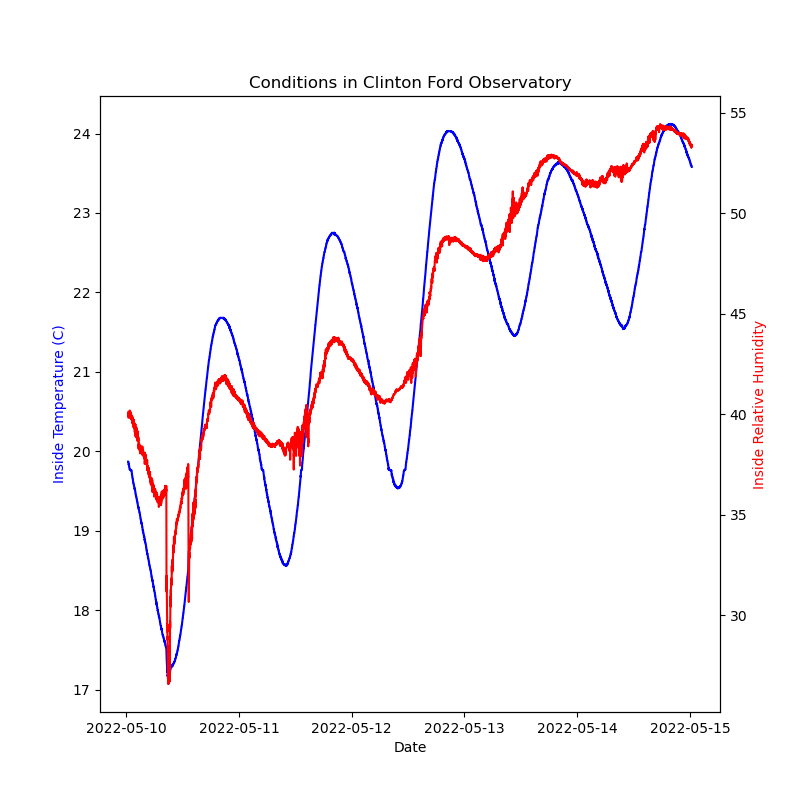 Conditions in Clinton Ford Observatory
24
23
22
21
20
19
18
17
Inside Temperature (C)
55
50
45
40
35
30
Inside Relative Humidity
2022-05-10 2022-05-11 2022-05-12 2022-05-13 2022-05-14 2022-05-15
Date